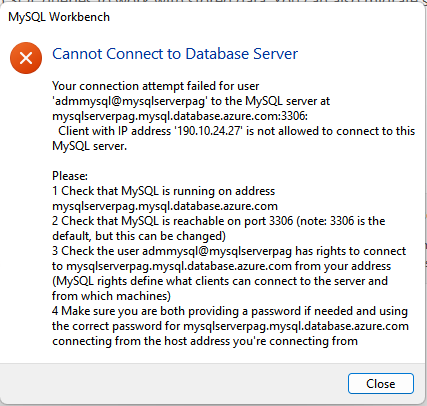 MySQL Workbench
Cannot Connect to Database Server
Your connection attempt failed for user
'admmysql@mysqlserverpag' to the MySQL server at
mysqlserverpag.mysql.database.azure.com:3306:
Client with IP address '190.10.24.27' is not allowed to connect to this
MySQL server.
Please:
1 Check that MySQL is running on address
mysqlserverpag.mysql.database.azure.com
2 Check that MySQL is reachable on port 3306 (note: 3306 is the
default, but this can be changed)
3 Check the user admmysql@mysqlserverpag has rights to connect
to mysqlserverpag.mysql.database.azure.com from your address
(MySQL rights define what clients can connect to the server and
from which machines)
4 Make sure you are both providing a password if needed and using
the correct password for mysqlserverpag.mysql.database.azure.com
connecting from the host address you're connecting from
Close